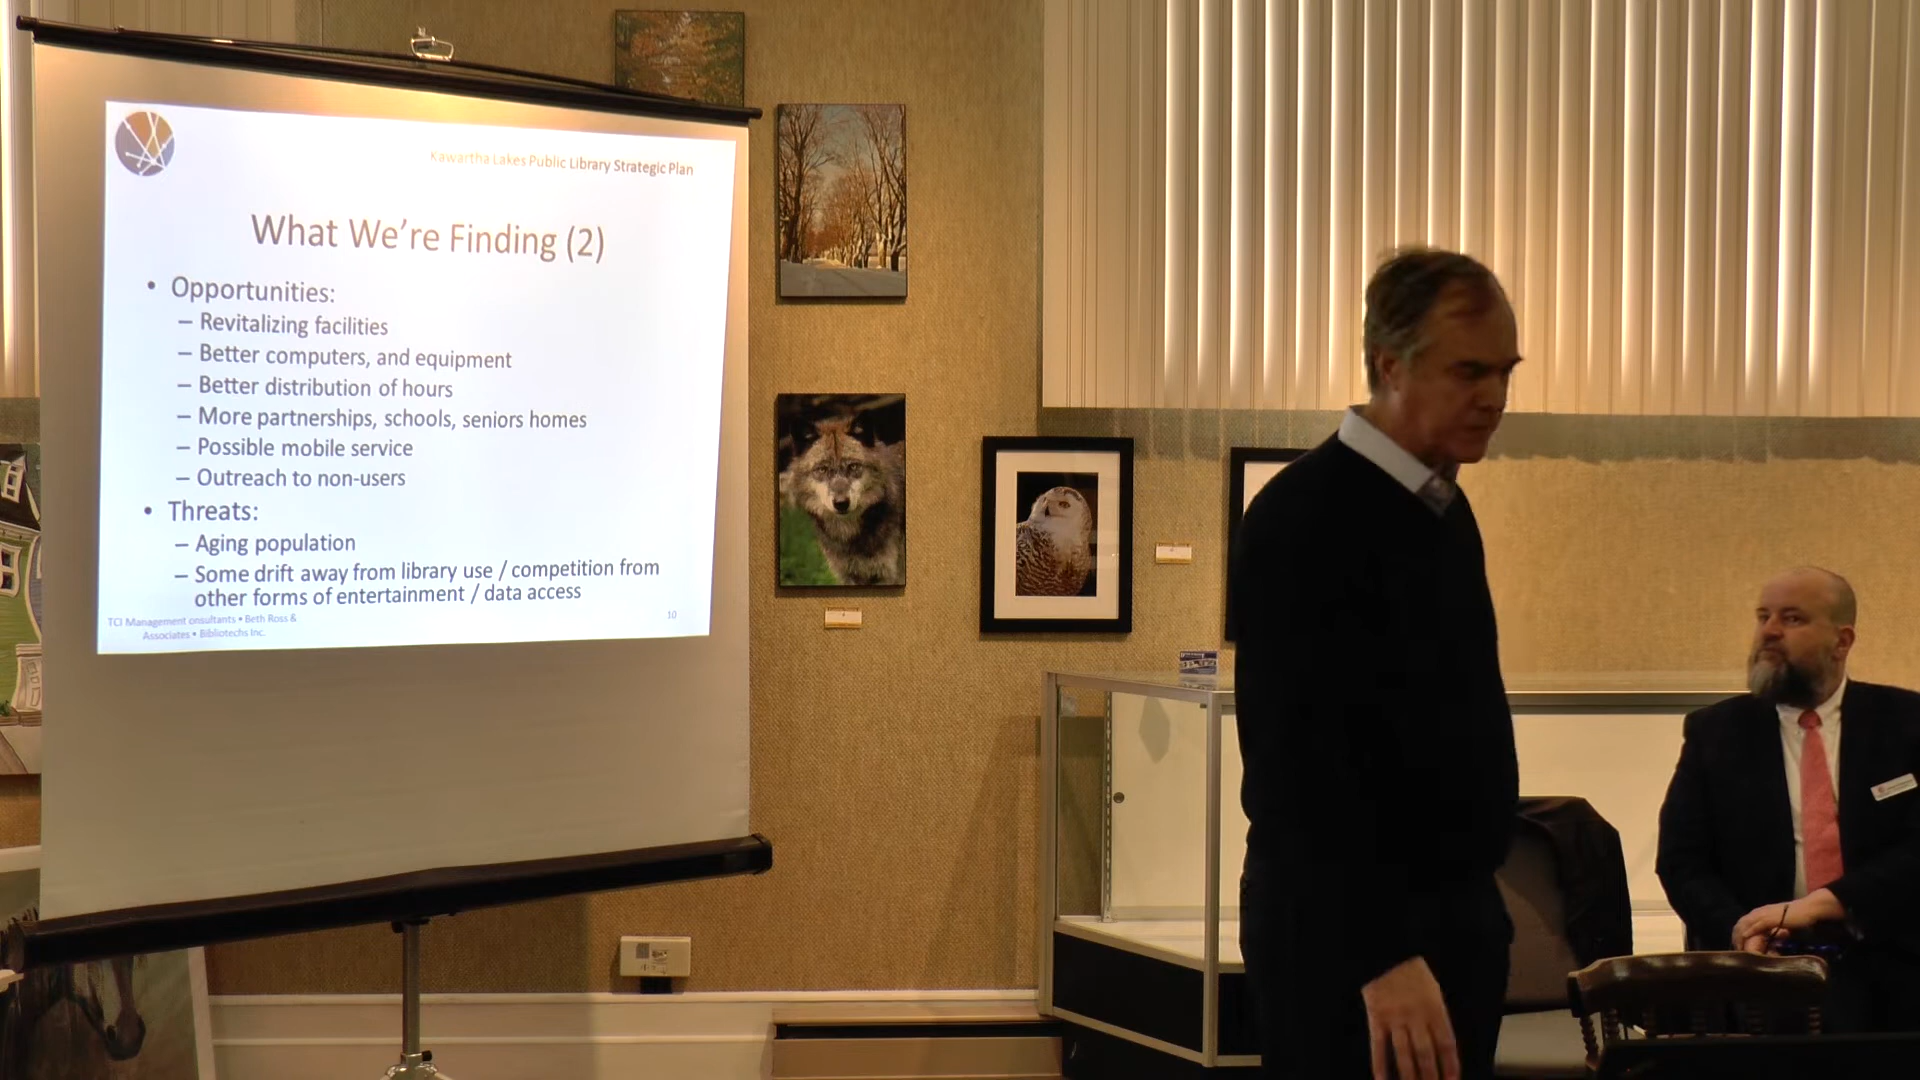 Kawartha Lakes Public Library Strategic Plan
What We're Finding (2)
• Opportunities:
– Revitalizing facilities
– Better computers, and equipment
– Better distribution of hours
– More partnerships, schools, seniors homes
– Possible mobile service
– Outreach to non-users
• Threats:
– Aging population
– Some drift away from library use / competition from
other forms of entertainment / data access
TCI Management onsultants • Beth Ross &
Associates • Bibliotechs Inc.
10